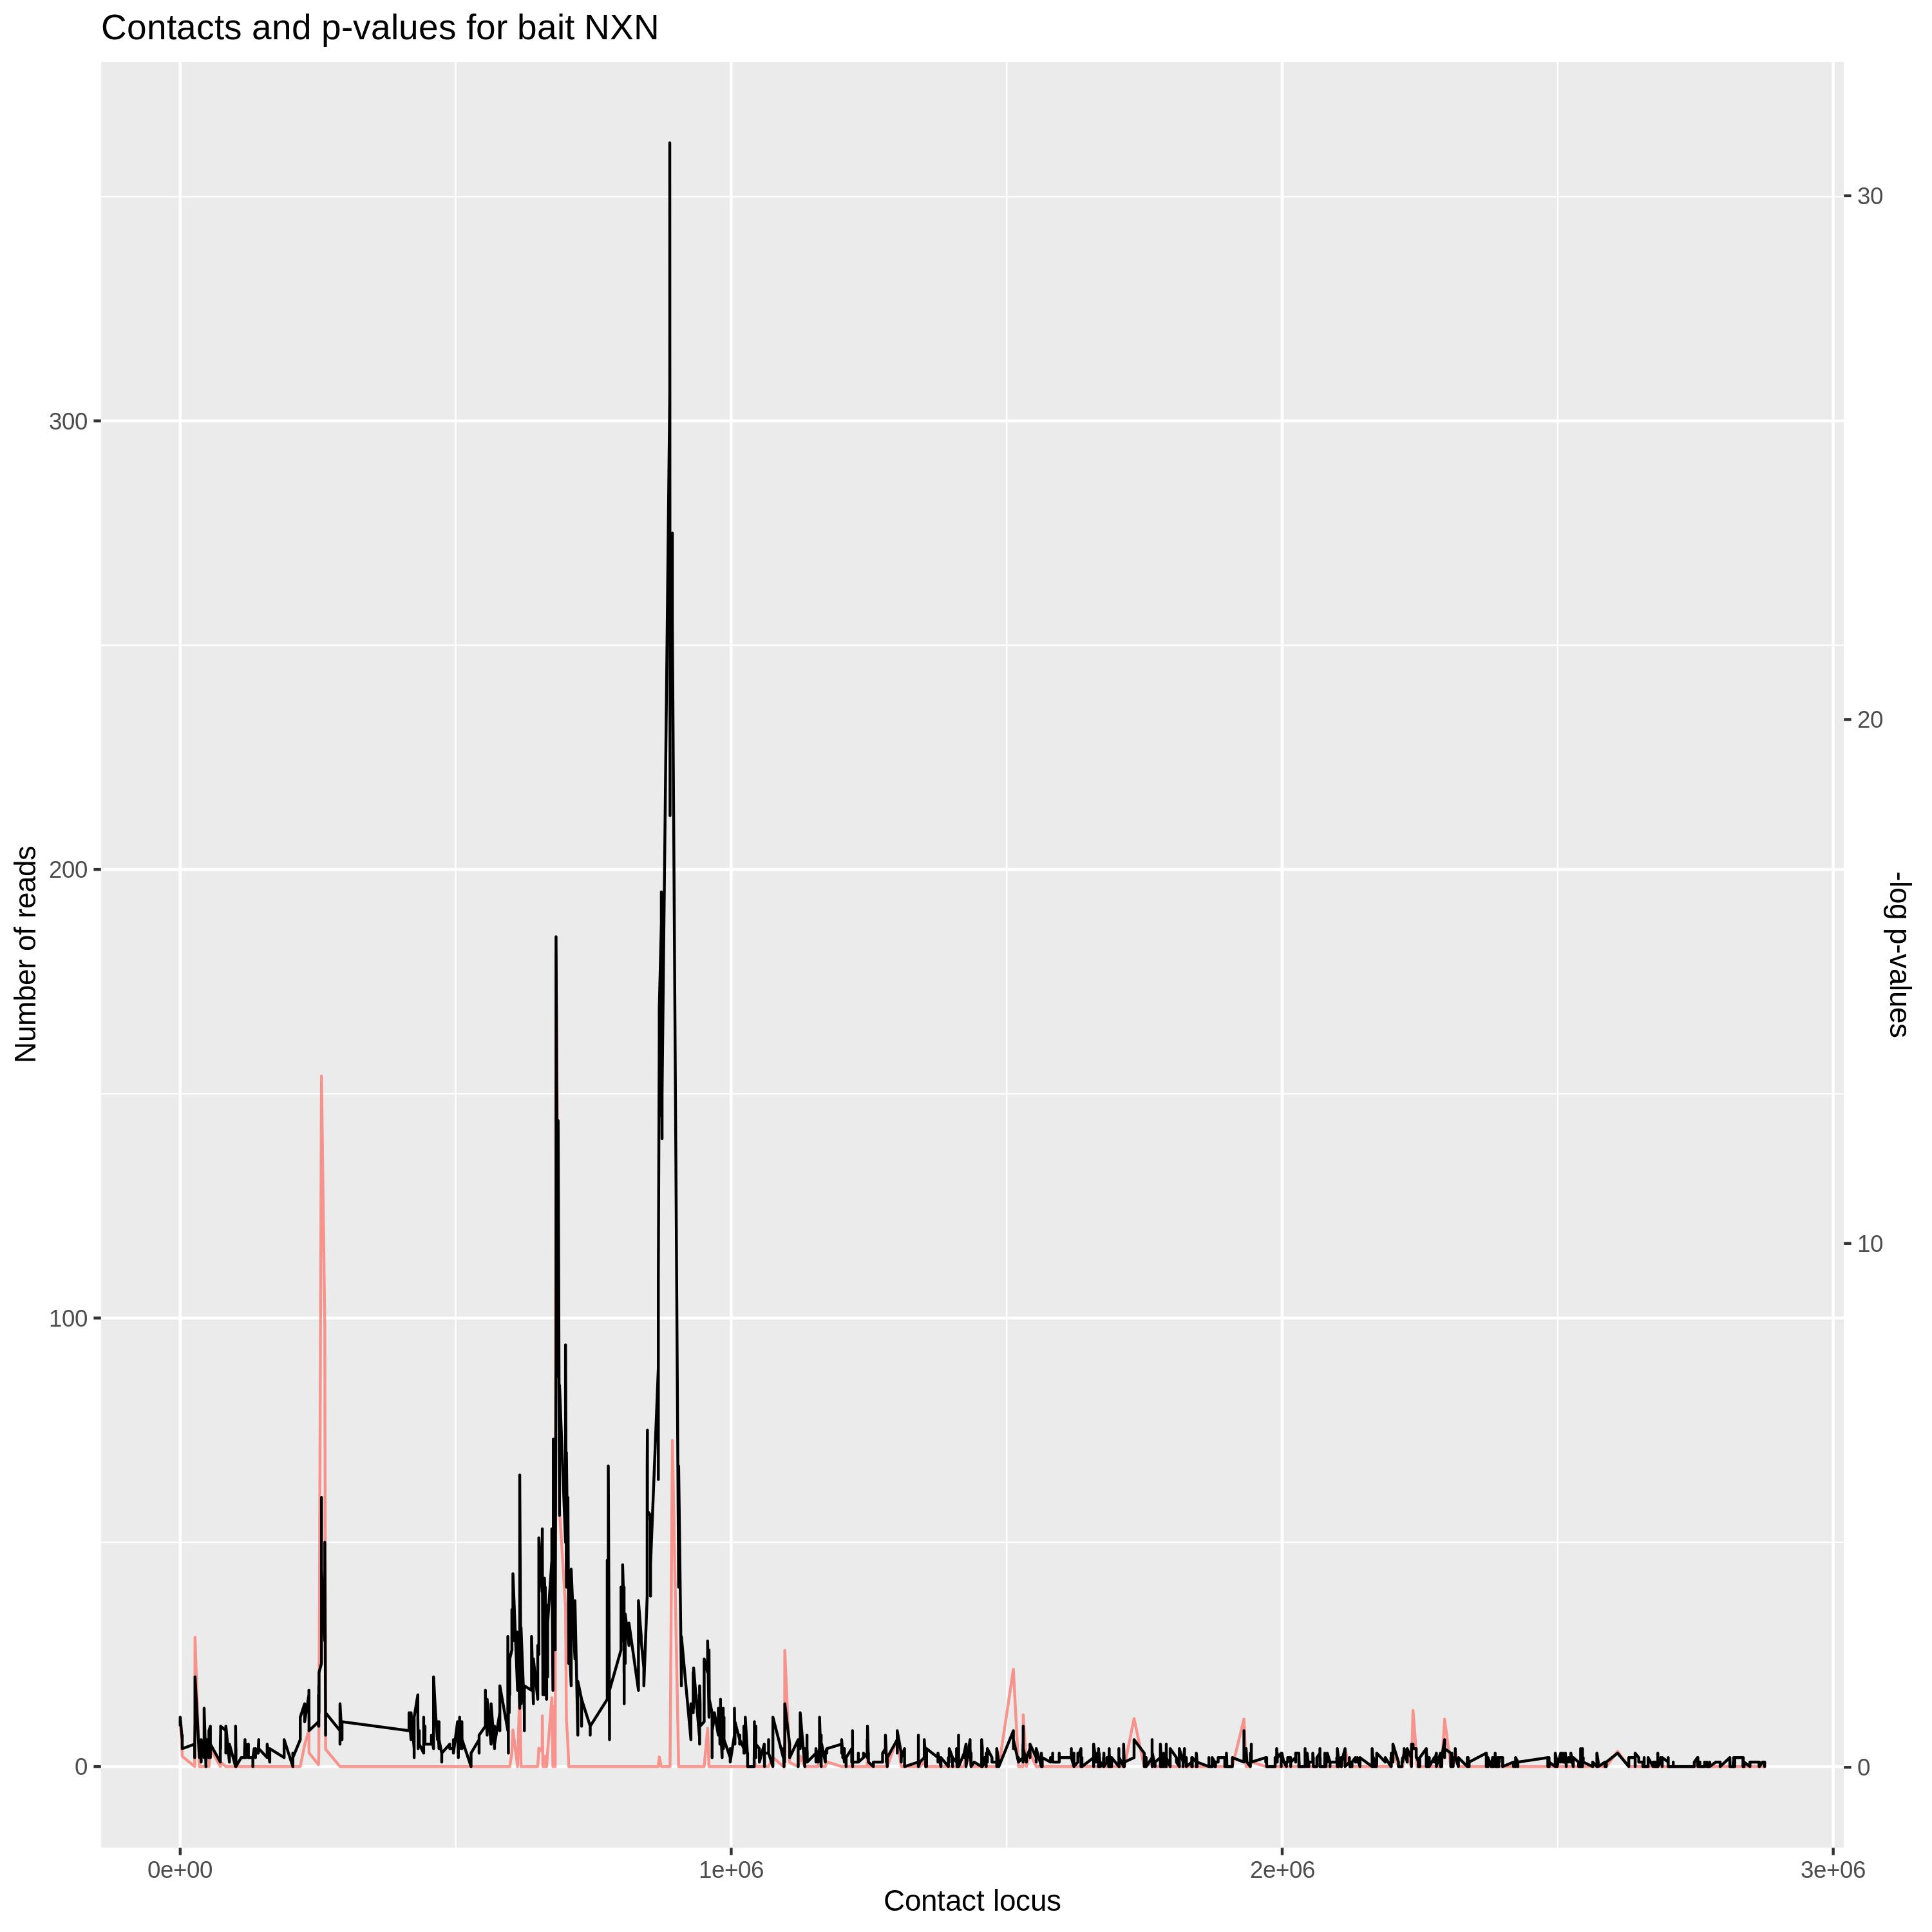 Contacts and p-values for bait NXN
300
200
100
0
30
20
10
0
Number of reads
-log p-values
0e+00
1e+06
2e+06
3e+06
Contact locus